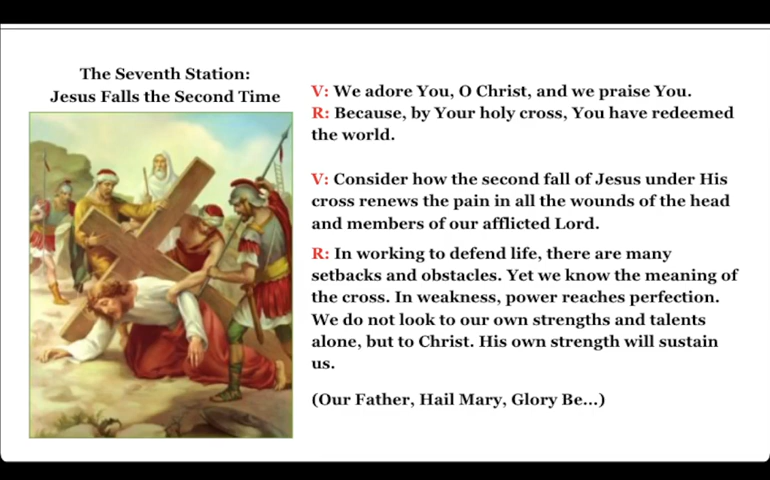 The Seventh Station:
Jesus Falls the Second Time
V: We adore You, O Christ, and we praise You.
R: Because, by Your holy cross, You have redeemed
the world.
V: Consider how the second fall of Jesus under His
cross renews the pain in all the wounds of the head
and members of our afflicted Lord.
R: In working to defend life, there are many
setbacks and obstacles. Yet we know the meaning of
the cross. In weakness, power reaches perfection.
We do not look to our own strengths and talents
alone, but to Christ. His own strength will sustain
us.
(Our Father, Hail Mary, Glory Be...)